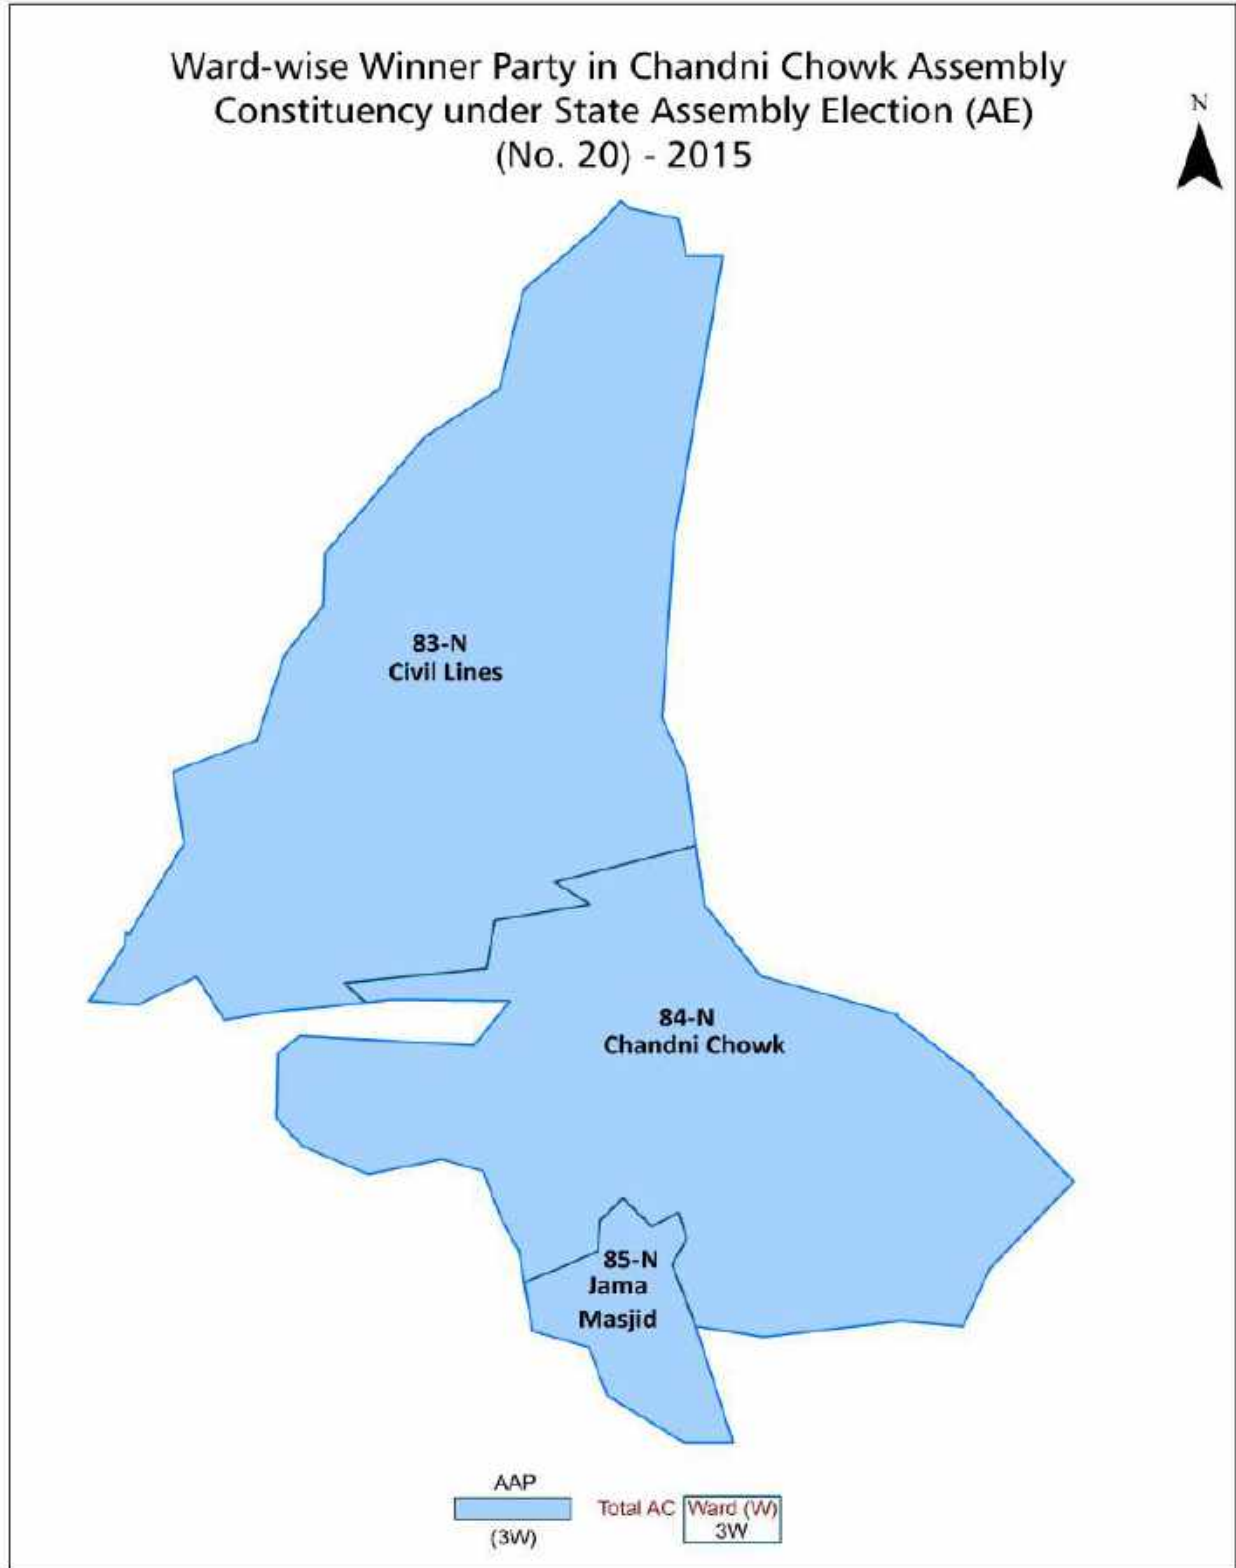 Ward-wise Winner Party in Chandni Chowk Assembly
Constituency under State Assembly Election (AE)
(No. 20) - 2015
N
83-N
Civil Lines
84-N
Chandni Chowk
85-N
Jama
Masjid
AAP
(3W)
Total AC
Ward (W)
3W